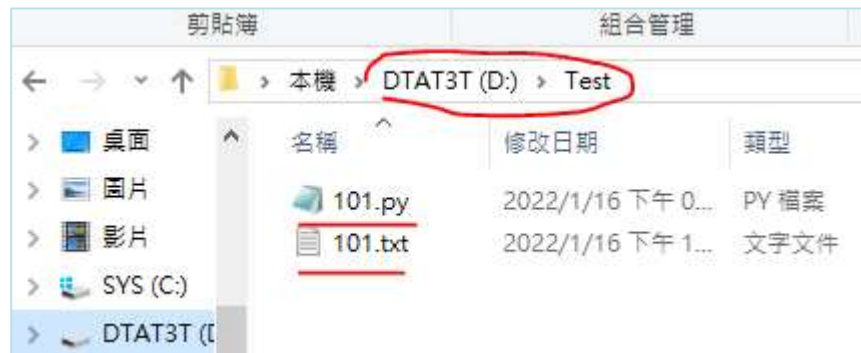 剪貼簿 組合管理
本機 DTAT3T (D:) Test
名稱 修改日期 類型
桌面
圖片
影片
SYS (C:)
DTAT3T (D
101.py 2022/1/16 下午 0... PY 檔案
101.txt 2022/1/16 下午 1... 文字文件